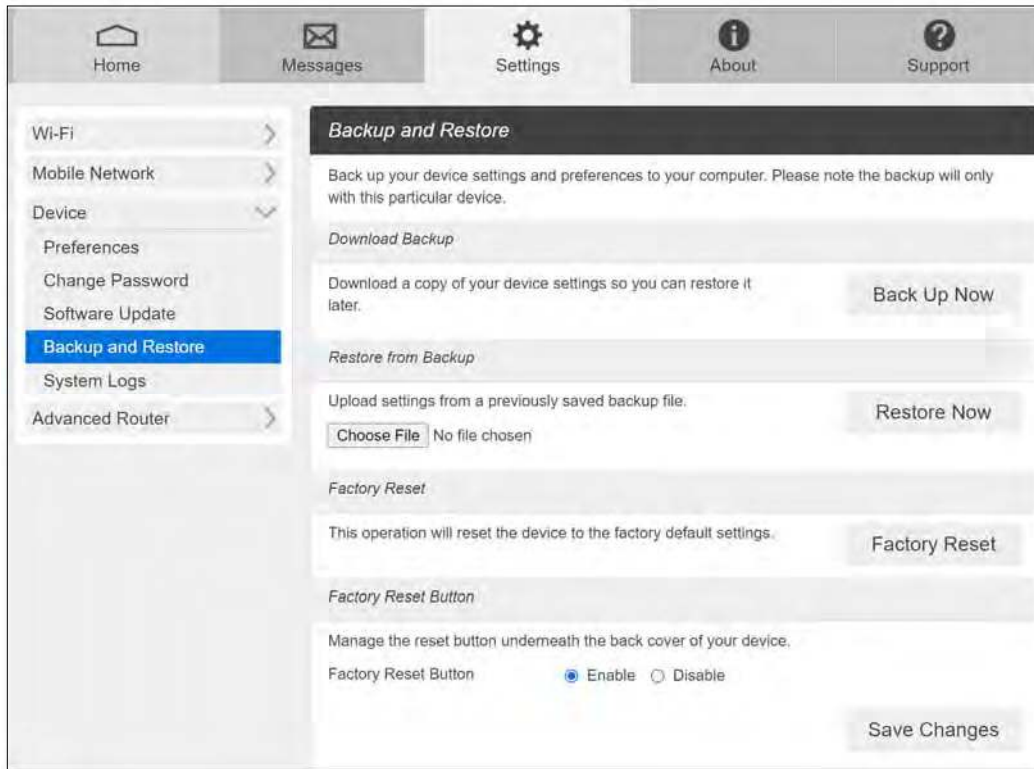 Home
Messages
Settings
About
Support
Wi-Fi
Mobile Network
Device
Preferences
Change Password
Software Update
Backup and Restore
System Logs
Advanced Router
Backup and Restore
Back up your device settings and preferences to your computer. Please note the backup will only
with this particular device.
Download Backup
Download a copy of your device settings so you can restore it
later.
Back Up Now
Restore from Backup
Upload settings from a previously saved backup file.
Choose File No file chosen
Restore Now
Factory Reset
This operation will reset the device to the factory default settings.
Factory Reset
Factory Reset Button
Manage the reset button underneath the back cover of your device.
Factory Reset Button Enable Disable
Save Changes